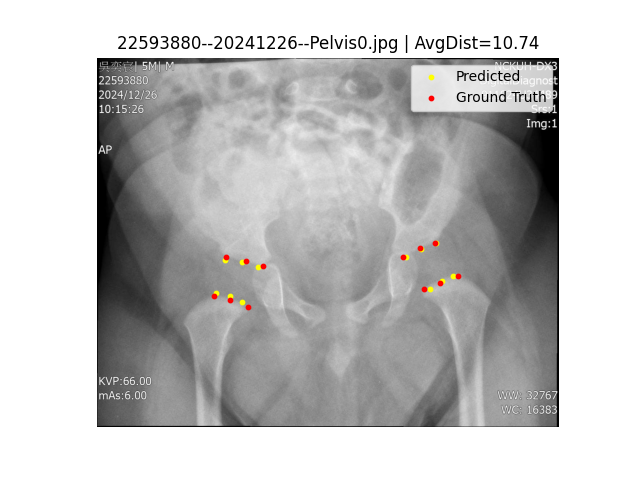 22593880--20241226--Pelvis0.jpg | AvgDist=10.74
5M| M
22593880
2024/12/26
10:15:26
AP
NCKUH-DX3
Predicted
Ground Truth
Srs:1
Img:1
KVP:66.00
mAs:6.00
WW: 32767
WC: 16383